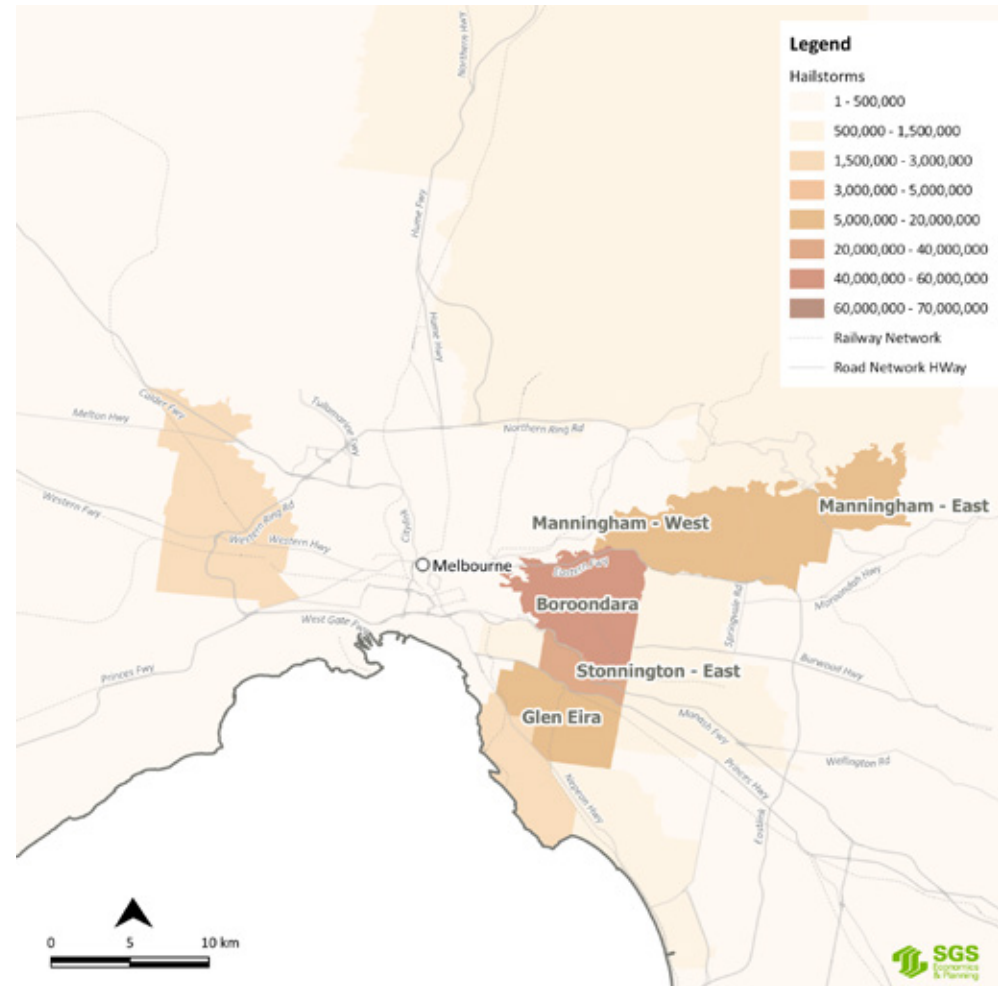 Legend
Hailstorms
1 - 500,000
500,000 - 1,500,000
1,500,000 - 3,000,000
3,000,000 - 5,000,000
5,000,000 - 20,000,000
20,000,000 - 40,000,000
40,000,000 - 60,000,000
60,000,000 - 70,000,000
Railway Network
Road Network HWay
Northern Hwy
Hume Fwy
Hume Hwy
Calder Fwy
Melton Hwy
Tullamarine Fwy
Northern Ring Rd
Western Fwy
Western Ring Rd
Western Hwy
Citylink
Manningham - East
Manningham - West
Melbourne
Eastern Fwy
Maroondah Hwy
Boroondara
Springvale Rd
West Gate Fwy
Princes Fwy
Burwood Hwy
Stonnington - East
Glen Eira
Monash Fwy
Wellington Rd
Princes Hwy
Nepean Hwy
Eastlink
0 5 10 km
SGS
Economics
& Planning